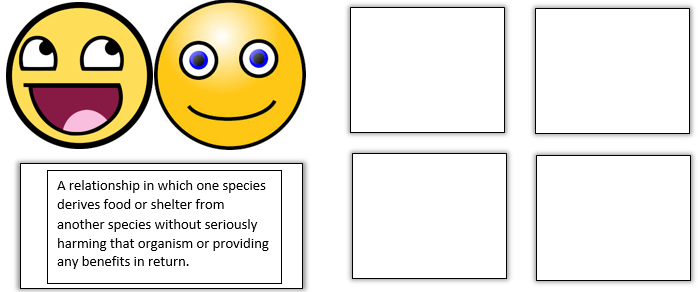 A relationship in which one species
derives food or shelter from
another species without seriously
harming that organism or providing
any benefits in return.